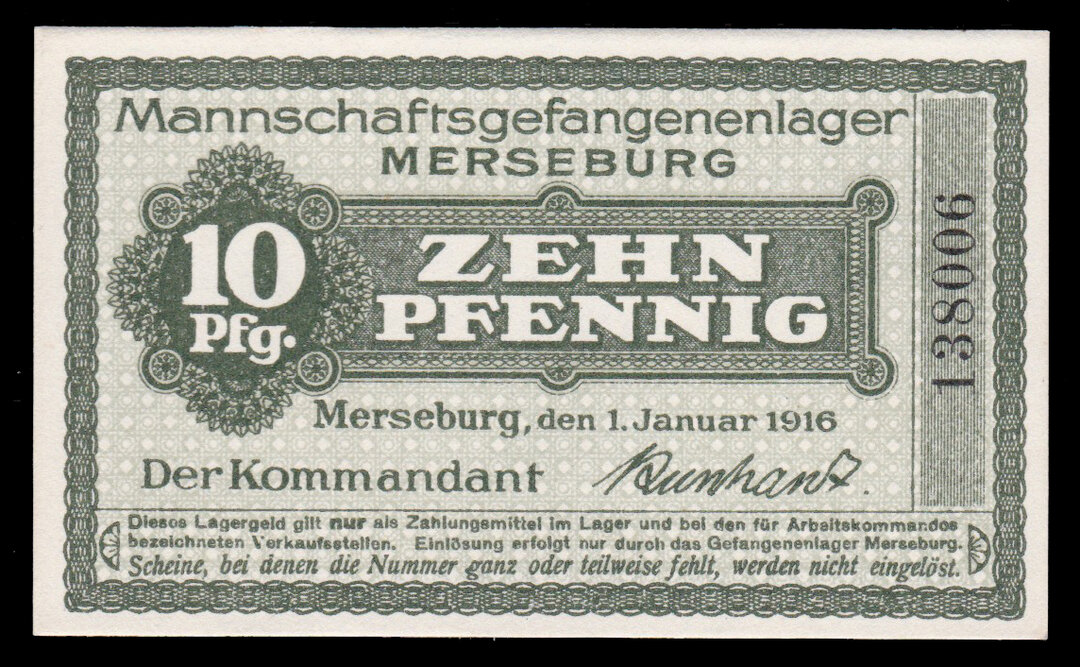 Mannschaftsgefangenenlager
MERSEBURG
10
Pfg.
ZEHN
PFENNIG
138006
Merseburg, den 1. Januar 1916
Der Kommandant
Dieses Lagergeld gilt nur als Zahlungsmittel im Lager und bei den für Arbeitskommandos
bezeichneten Verkaufsstellen. Einlösung erfolgt nur durch das Gefangenenlager Merseburg.
Scheine, bei denen die Nummer ganz oder teilweise fehlt, werden nicht eingelöst.